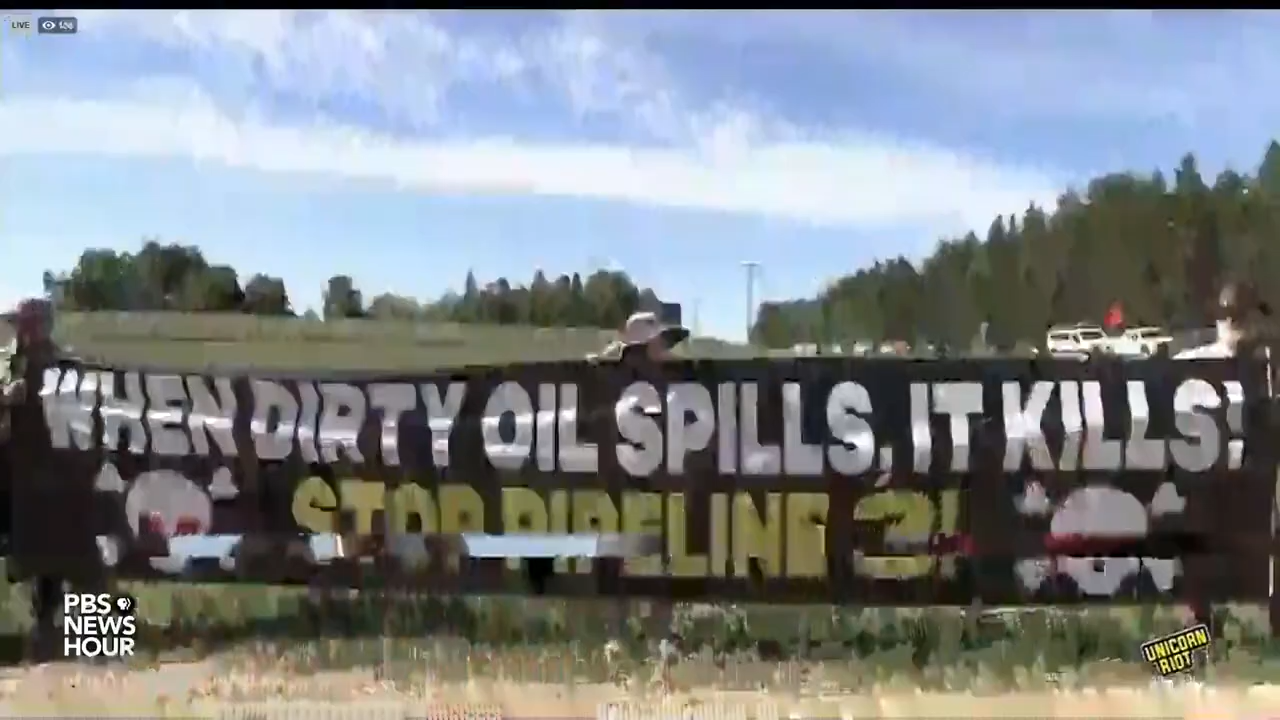 LIVE
WHEN DIRTY OIL SPILLS, IT KILLS!
STOP PIPELINE 3!
PBS
NEWS
HOUR
UNICORN
RIOT